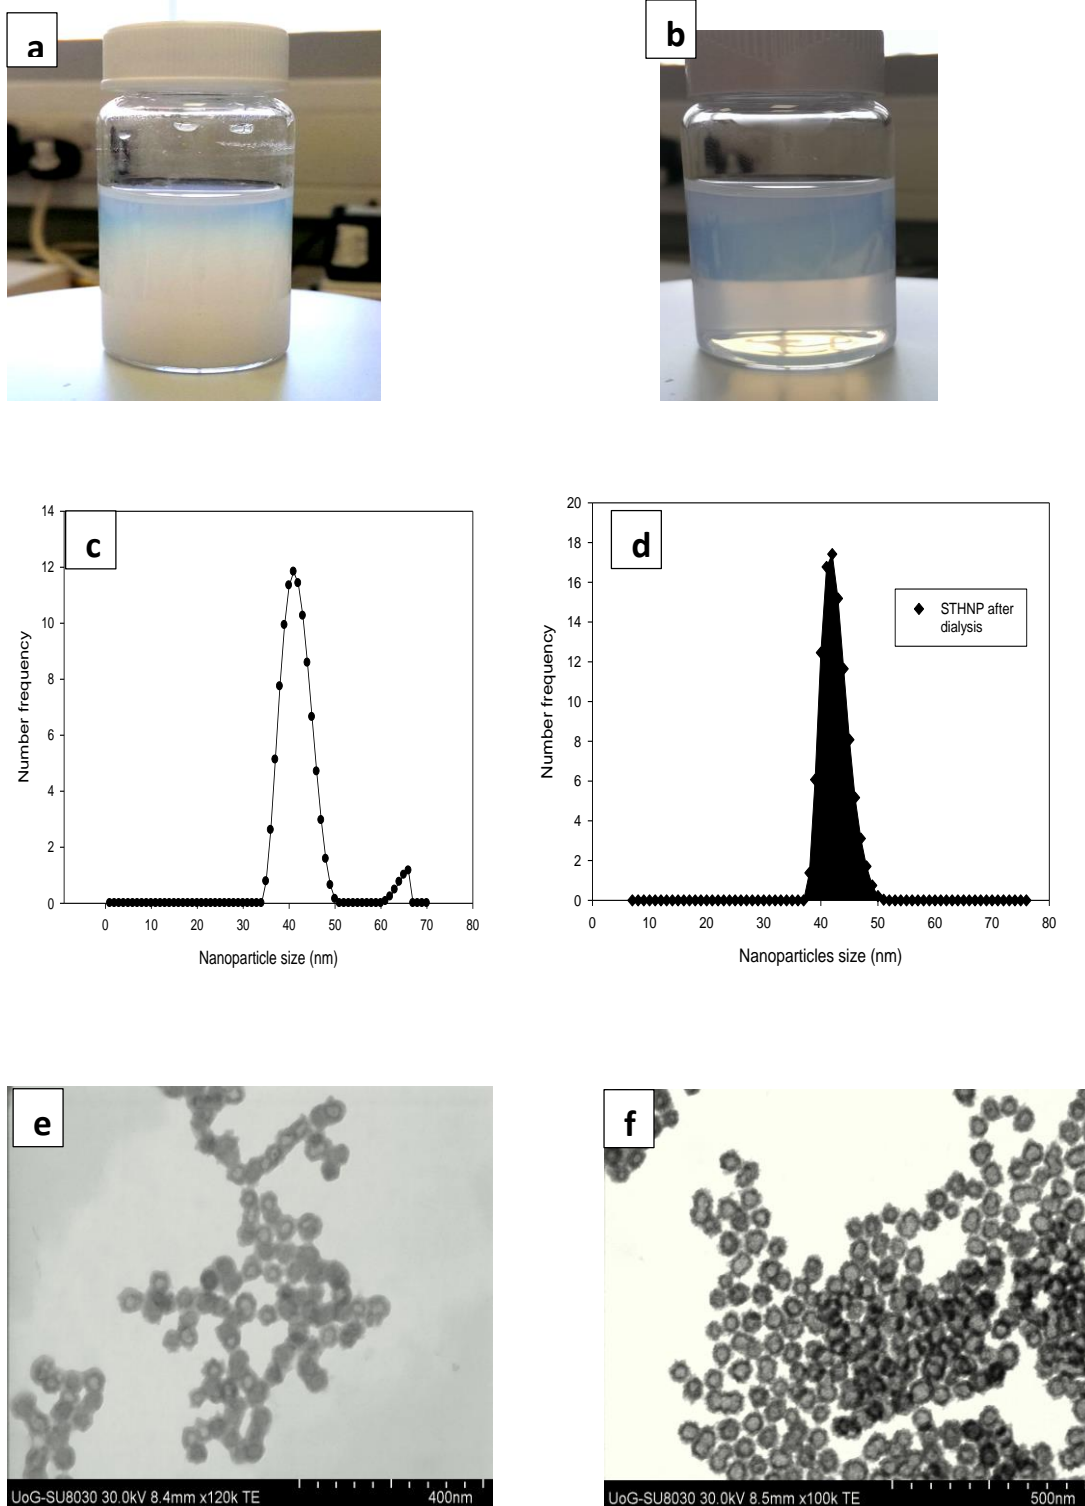 a
b
c
14
12
10
8
6
4
2
0
Number frequency
0 10 20 30 40 50 60 70 80
Nanoparticle size (nm)
d
20
18
16
14
12
10
8
6
4
2
0
Number frequency
STHNP after
dialysis
0 10 20 30 40 50 60 70 80
Nanoparticles size (nm)
e
UoG-SU8030 30.0kV 8.4mm x120k TE 400nm
f
UoG-SU8030 30.0kV 8.5mm x100k TE 500nm